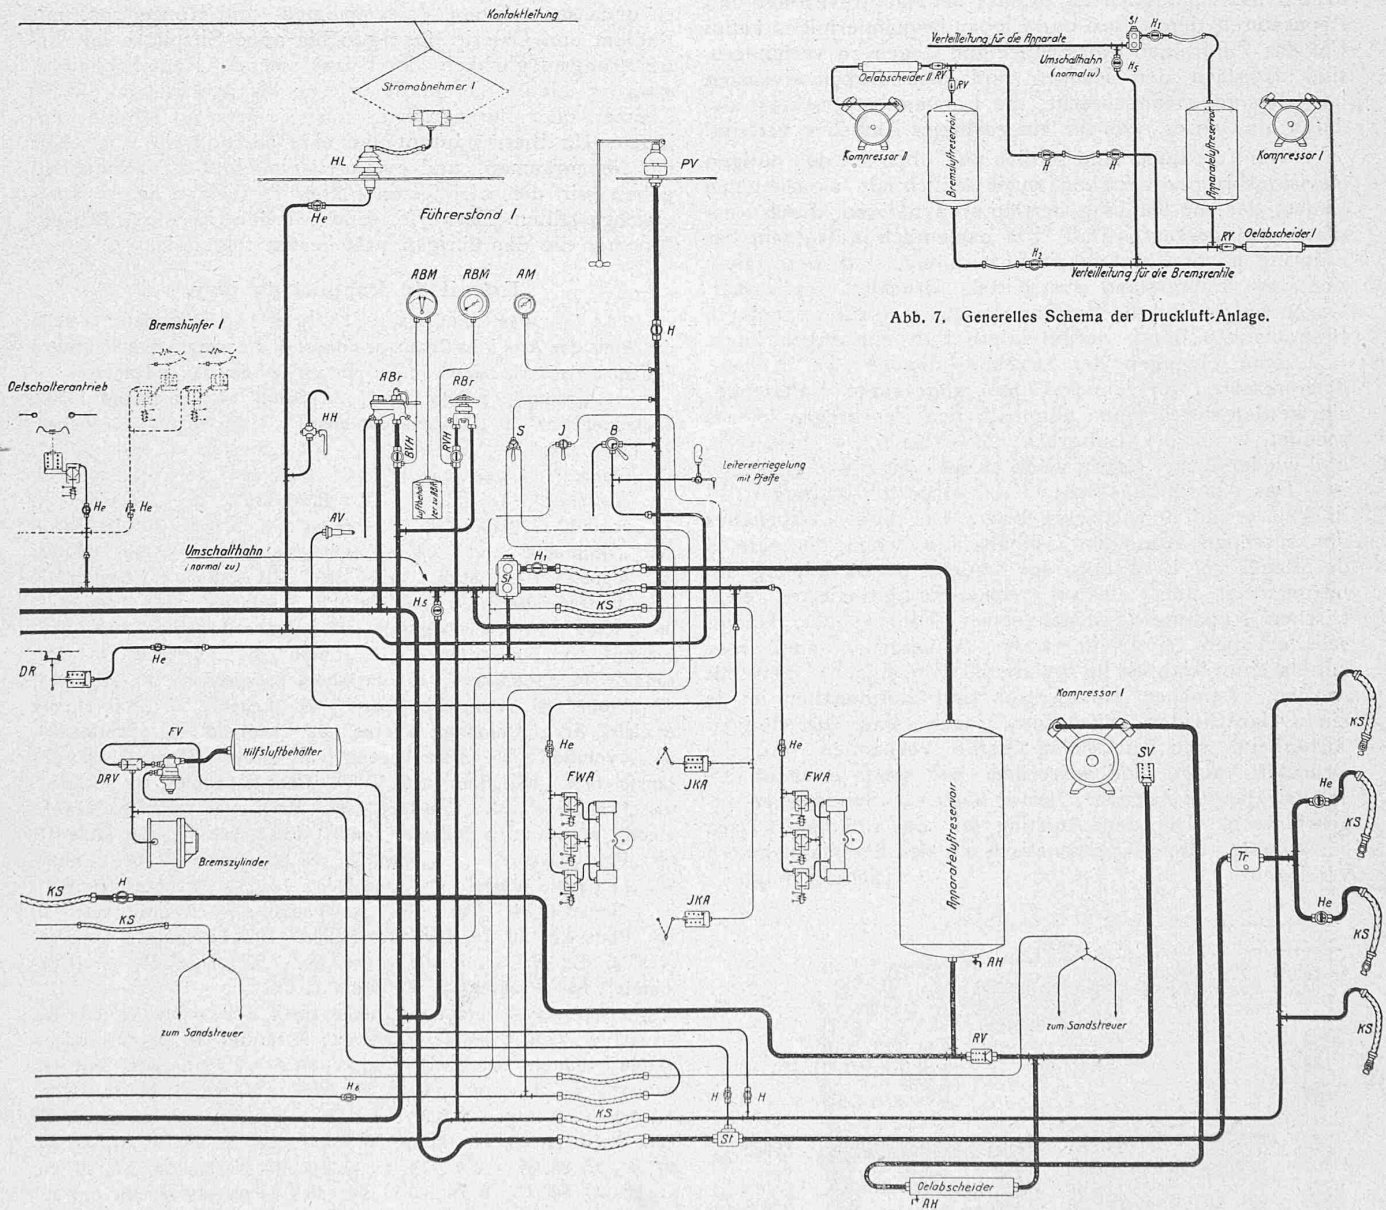 Kontaktleitung
Stromabnehmer I
HL
PV
He
Führerstand I
ABM
RBM
AM
H
Bremshüpfer I
Oelschalterantrieb
ABr
RBr
HH
BVH
RVH
S
J
B
Leiterverriegelung
mit Pfeife
He
He
AV
Umschalthahn
(normal zu)
St
H1
KS
H5
DR
He
FV
DRV
Hilfsluftbehälter
Bremszylinder
He
FWA
JKA
He
FWA
JKA
Apparateluftreservoir
AH
Kompressor I
SV
KS
He
KS
Tr
He
KS
KS
KS
H
KS
zum Sandstreuer
zum Sandstreuer
RV
H6
KS
H
H
St
Oelabscheider
AH
Verteilleitung für die Apparate
St
H1
Umschalthahn
(normal zu)
H5
Oelabscheider II
RV
RV
Kompressor II
Bremsluftreservoir
H
H
Apparateluftreservoir
Kompressor I
RV
Oelabscheider I
H2
Verteilleitung für die Bremsventile
Abb. 7. Generelles Schema der Druckluft-Anlage.